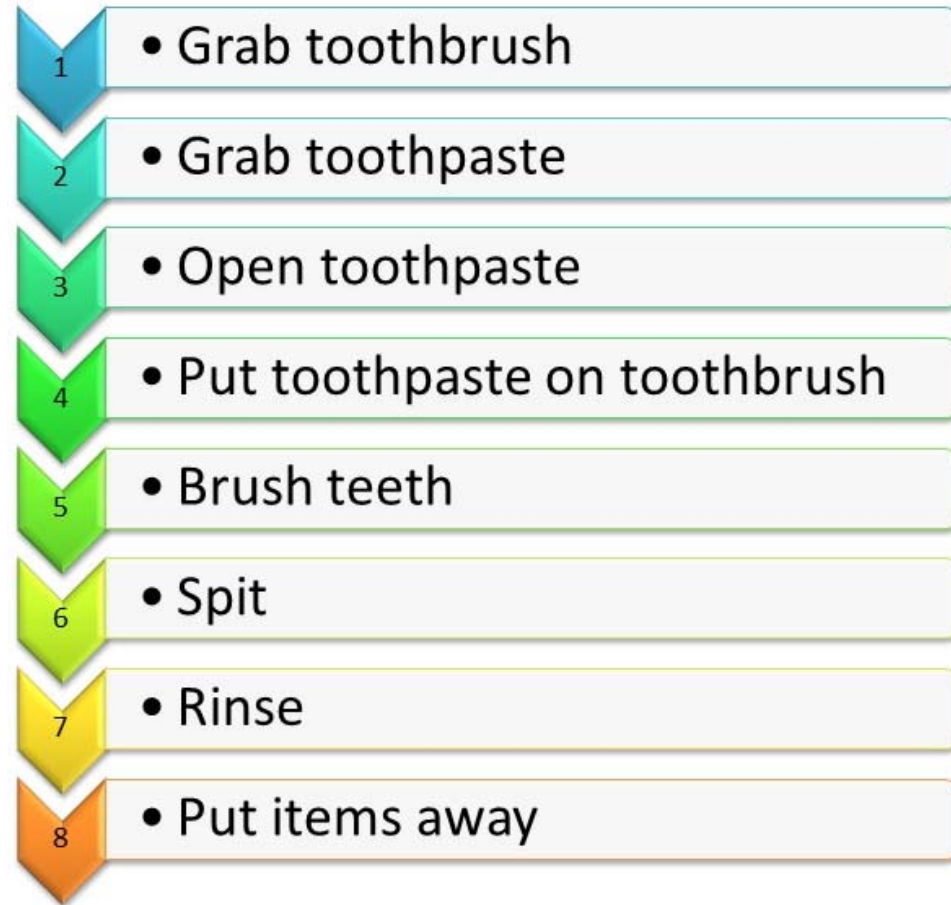 1 • Grab toothbrush
2 • Grab toothpaste
3 • Open toothpaste
4 • Put toothpaste on toothbrush
5 • Brush teeth
6 • Spit
7 • Rinse
8 • Put items away